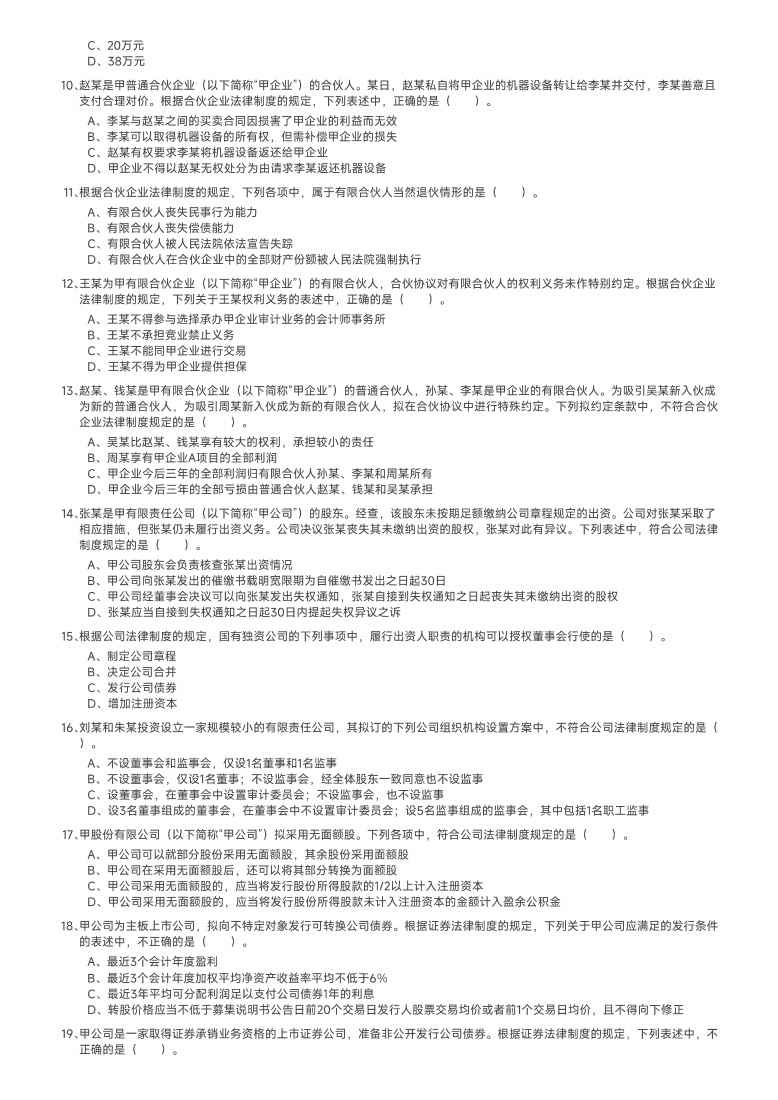 C、20万元
D、38万元
10、赵某是甲普通合伙企业（以下简称“甲企业”）的合伙人。某日，赵某私自将甲企业的机器设备转让给李某并交付，李某善意且
支付合理对价。根据合伙企业法律制度的规定，下列表述中，正确的是（　　）。
A、李某与赵某之间的买卖合同因损害了甲企业的利益而无效
B、李某可以取得机器设备的所有权，但需补偿甲企业的损失
C、赵某有权要求李某将机器设备返还给甲企业
D、甲企业不得以赵某无权处分为由请求李某返还机器设备
11、根据合伙企业法律制度的规定，下列各项中，属于有限合伙人当然退伙情形的是（　　）。
A、有限合伙人丧失民事行为能力
B、有限合伙人丧失偿债能力
C、有限合伙人被人民法院依法宣告失踪
D、有限合伙人在合伙企业中的全部财产份额被人民法院强制执行
12、王某为甲有限合伙企业（以下简称“甲企业”）的有限合伙人，合伙协议对有限合伙人的权利义务未作特别约定。根据合伙企业
法律制度的规定，下列关于王某权利义务的表述中，正确的是（　　）。
A、王某不得参与选择承办甲企业审计业务的会计师事务所
B、王某不承担竞业禁止义务
C、王某不能同甲企业进行交易
D、王某不得为甲企业提供担保
13、赵某、钱某是甲有限合伙企业（以下简称“甲企业”）的普通合伙人，孙某、李某是甲企业的有限合伙人。为吸引吴某新入伙成
为新的普通合伙人，为吸引周某新入伙成为新的有限合伙人，拟在合伙协议中进行特殊约定。下列拟约定条款中，不符合合伙
企业法律制度规定的是（　　）。
A、吴某比赵某、钱某享有较大的权利，承担较小的责任
B、周某享有甲企业A项目的全部利润
C、甲企业今后三年的全部利润归有限合伙人孙某、李某和周某所有
D、甲企业今后三年的全部亏损由普通合伙人赵某、钱某和吴某承担
14、张某是甲有限责任公司（以下简称“甲公司”）的股东。经查，该股东未按期足额缴纳公司章程规定的出资。公司对张某采取了
相应措施，但张某仍未履行出资义务。公司决议张某丧失其未缴纳出资的股权，张某对此有异议。下列表述中，符合公司法律
制度规定的是（　　）。
A、甲公司股东会负责核查张某出资情况
B、甲公司向张某发出的催缴书载明宽限期为自催缴书发出之日起30日
C、甲公司经董事会决议可以向张某发出失权通知，张某自接到失权通知之日起丧失其未缴纳出资的股权
D、张某应当自接到失权通知之日起30日内提起失权异议之诉
15、根据公司法律制度的规定，国有独资公司的下列事项中，履行出资人职责的机构可以授权董事会行使的是（　　）。
A、制定公司章程
B、决定公司合并
C、发行公司债券
D、增加注册资本
16、刘某和朱某投资设立一家规模较小的有限责任公司，其拟订的下列公司组织机构设置方案中，不符合公司法律制度规定的是（
）。
A、不设董事会和监事会，仅设1名董事和1名监事
B、不设董事会，仅设1名董事；不设监事会，经全体股东一致同意也不设监事
C、设董事会，在董事会中设置审计委员会；不设监事会，也不设监事
D、设3名董事组成的董事会，在董事会中不设置审计委员会；设5名监事组成的监事会，其中包括1名职工监事
17、甲股份有限公司（以下简称“甲公司”）拟采用无面额股。下列各项中，符合公司法律制度规定的是（　　）。
A、甲公司可以就部分股份采用无面额股，其余股份采用面额股
B、甲公司在采用无面额股后，还可以将其部分转换为面额股
C、甲公司采用无面额股的，应当将发行股份所得股款的1/2以上计入注册资本
D、甲公司采用无面额股的，应当将发行股份所得股款未计入注册资本的金额计入盈余公积金
18、甲公司为主板上市公司，拟向不特定对象发行可转换公司债券。根据证券法律制度的规定，下列关于甲公司应满足的发行条件
的表述中，不正确的是（　　）。
A、最近3个会计年度盈利
B、最近3个会计年度加权平均净资产收益率平均不低于6%
C、最近3年平均可分配利润足以支付公司债券1年的利息
D、转股价格应当不低于募集说明书公告日前20个交易日发行人股票交易均价或者前1个交易日均价，且不得向下修正
19、甲公司是一家取得证券承销业务资格的上市证券公司，准备非公开发行公司债券。根据证券法律制度的规定，下列表述中，不
正确的是（　　）。